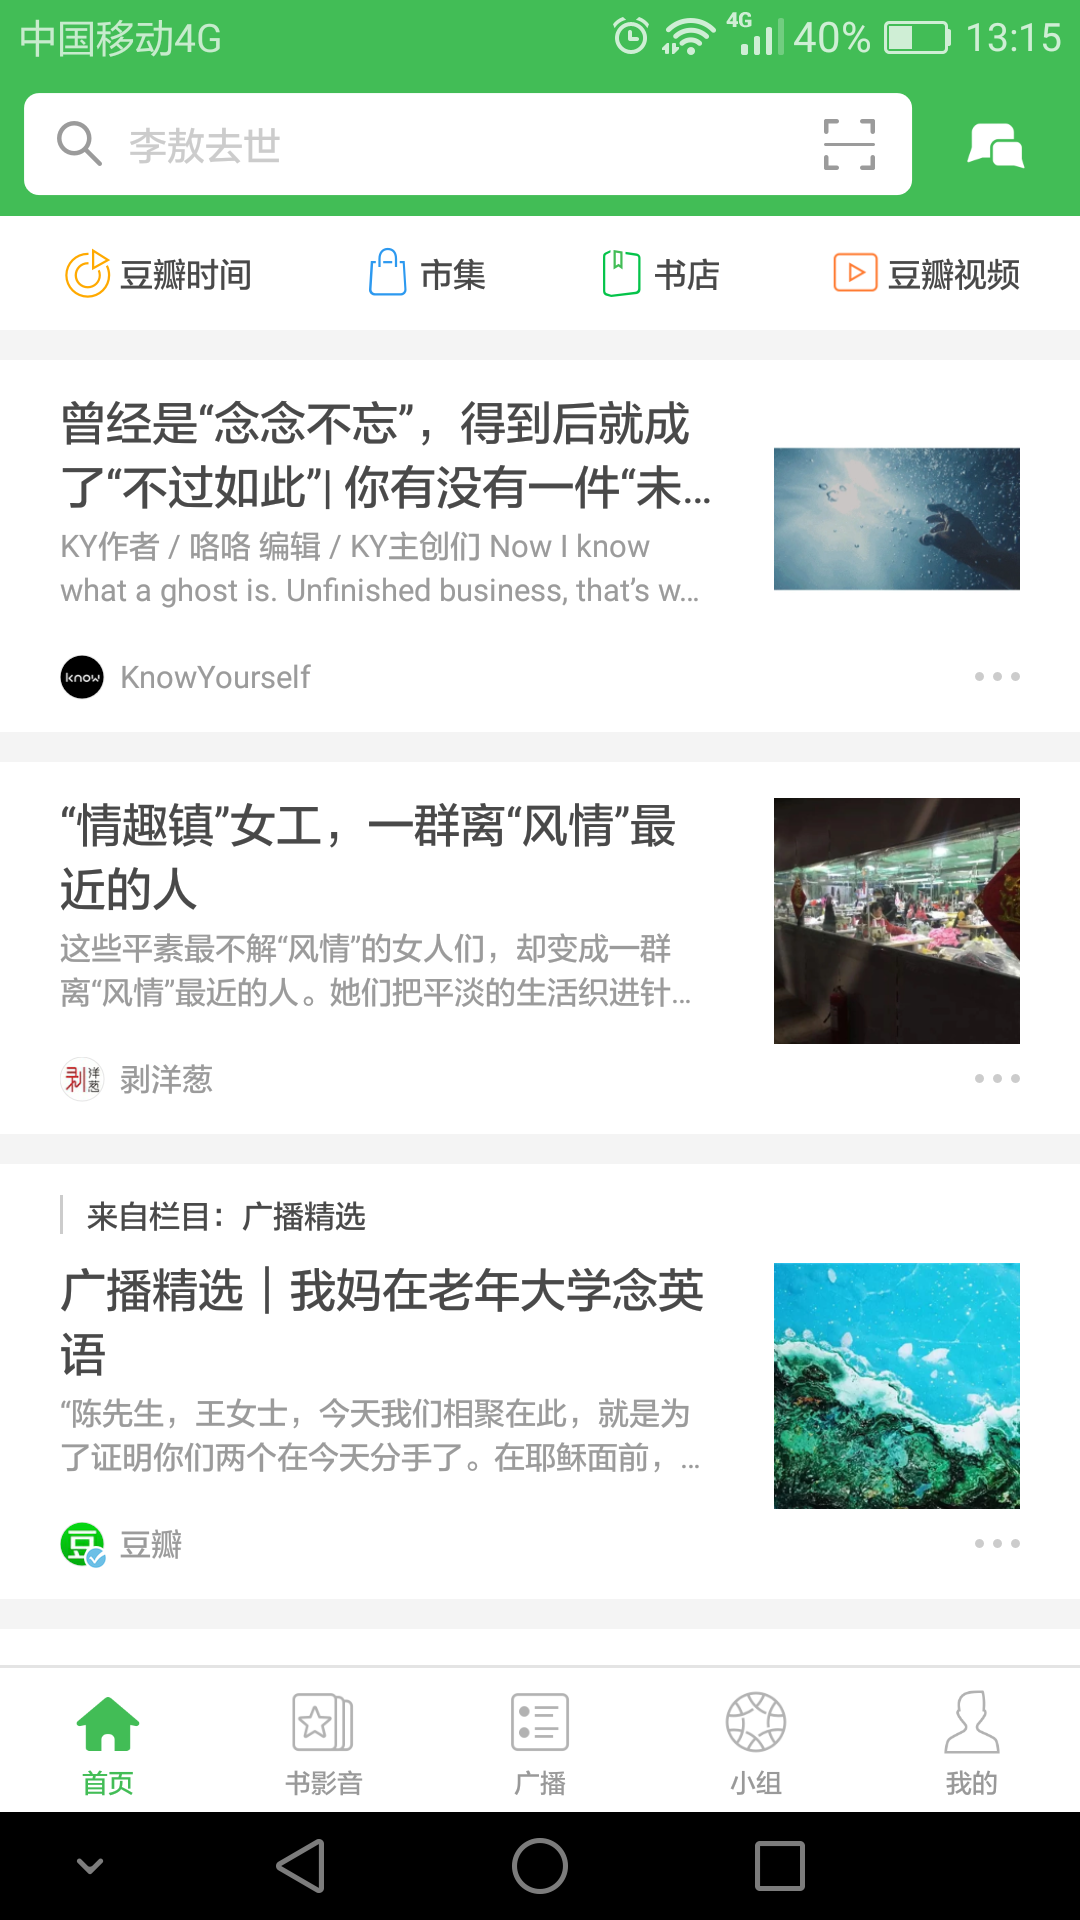 中国移动4G 4G 40% 13:15
李敖去世
豆瓣时间 市集 书店 豆瓣视频
曾经是“念念不忘”，得到后就成
了“不过如此”| 你有没有一件“未...
KY作者 / 咯咯 编辑 / KY主创们 Now I know
what a ghost is. Unfinished business, that’s w...
know KnowYourself
“情趣镇”女工，一群离“风情”最
近的人
这些平素最不解“风情”的女人们，却变成一群
离“风情”最近的人。她们把平淡的生活织进针...
剥洋葱 剥洋葱
来自栏目：广播精选
广播精选｜我妈在老年大学念英
语
“陈先生，王女士，今天我们相聚在此，就是为
了证明你们两个在今天分手了。在耶稣面前，...
豆 豆瓣
首页 书影音 广播 小组 我的